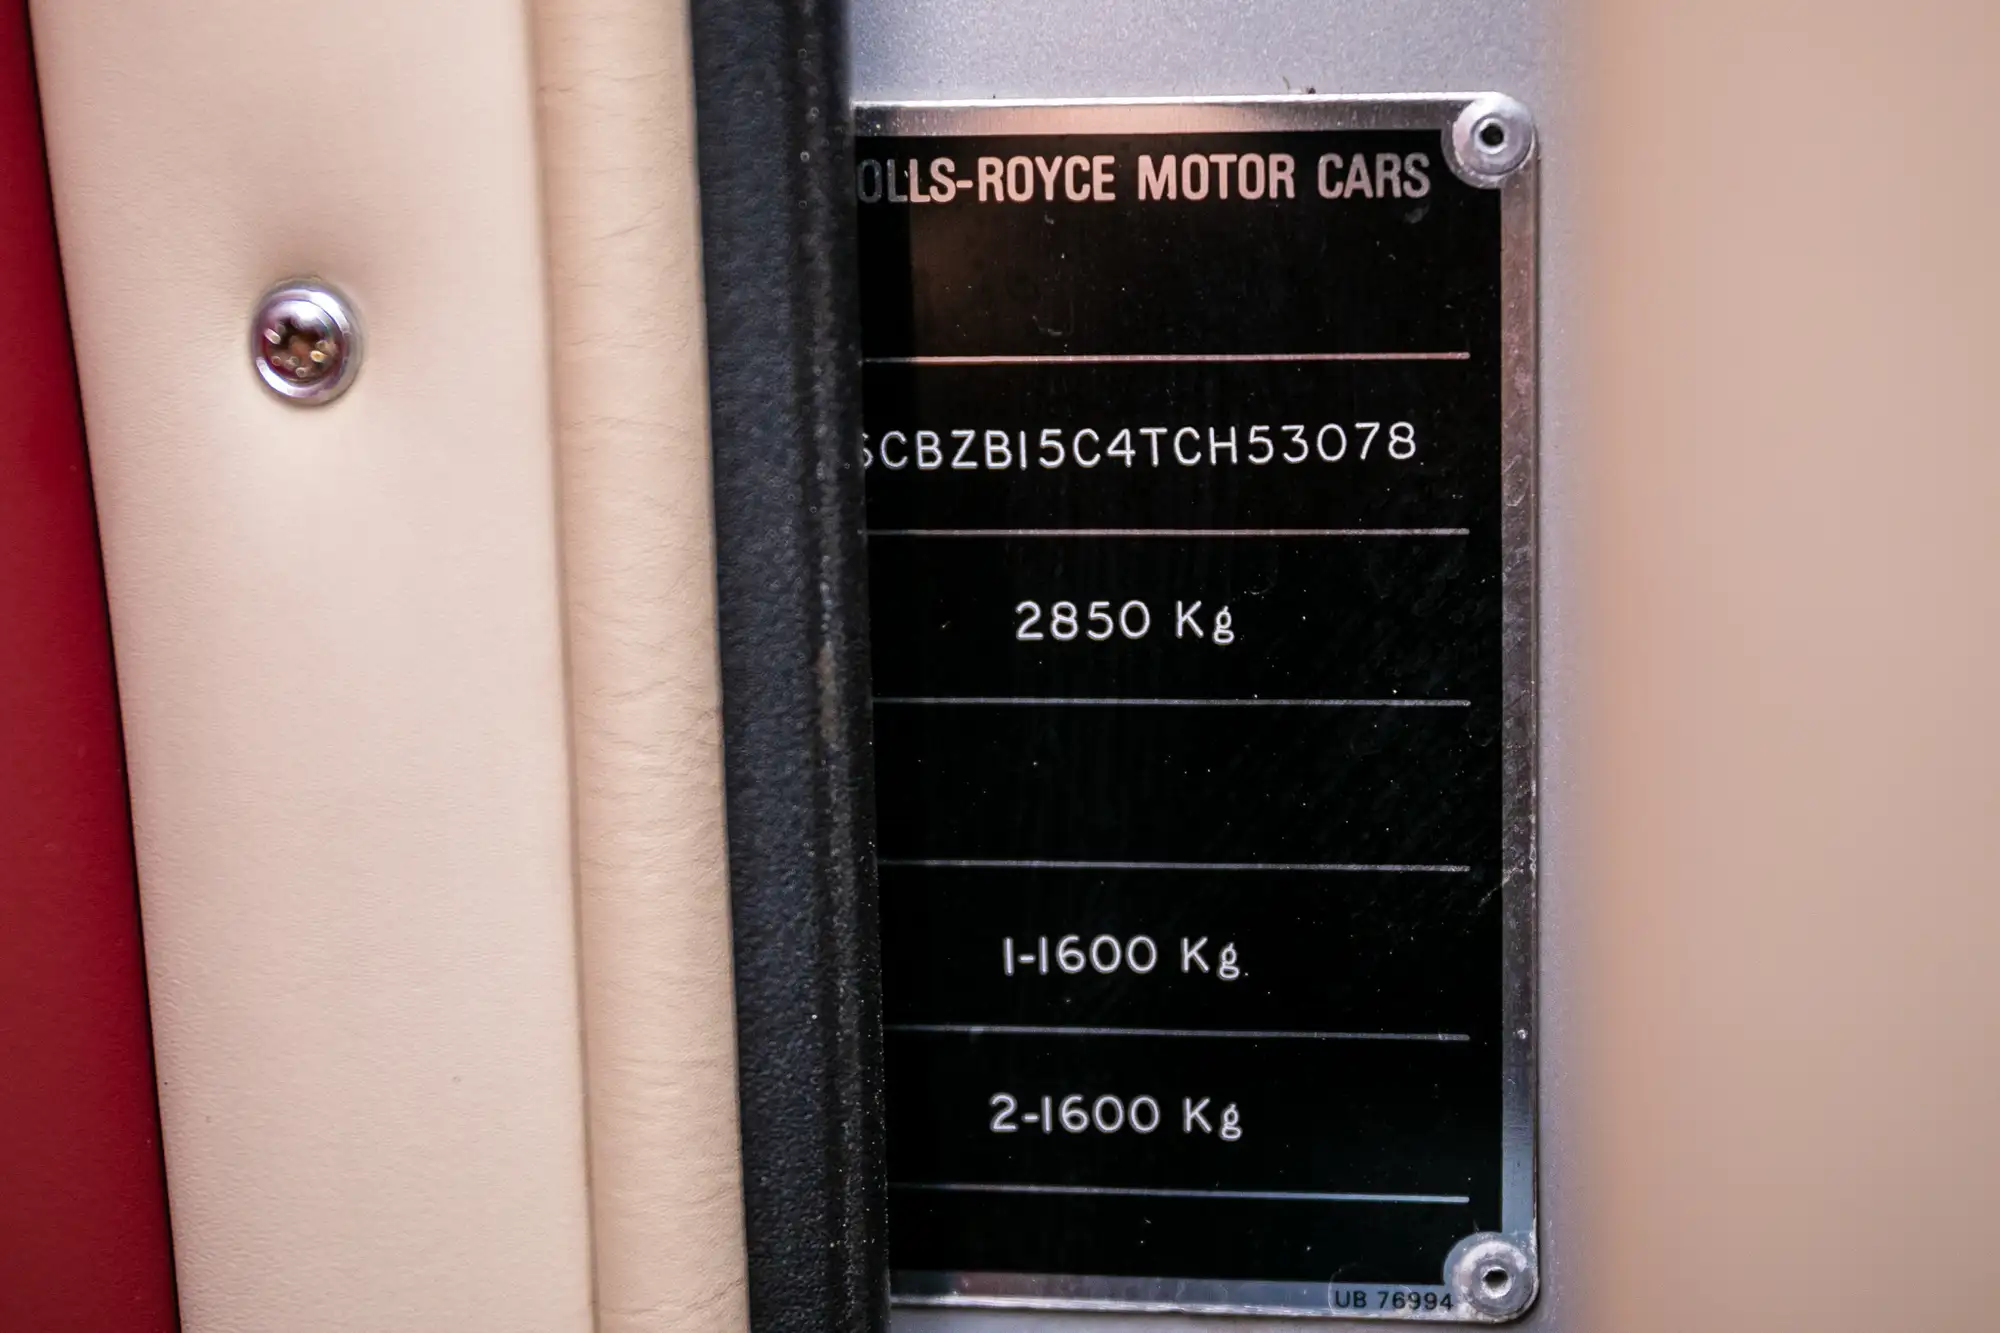 OLLS-ROYCE MOTOR CARS
SCBZB15C4TCH53078
2850 Kg
1-1600 Kg
2-1600 Kg
UB 76994